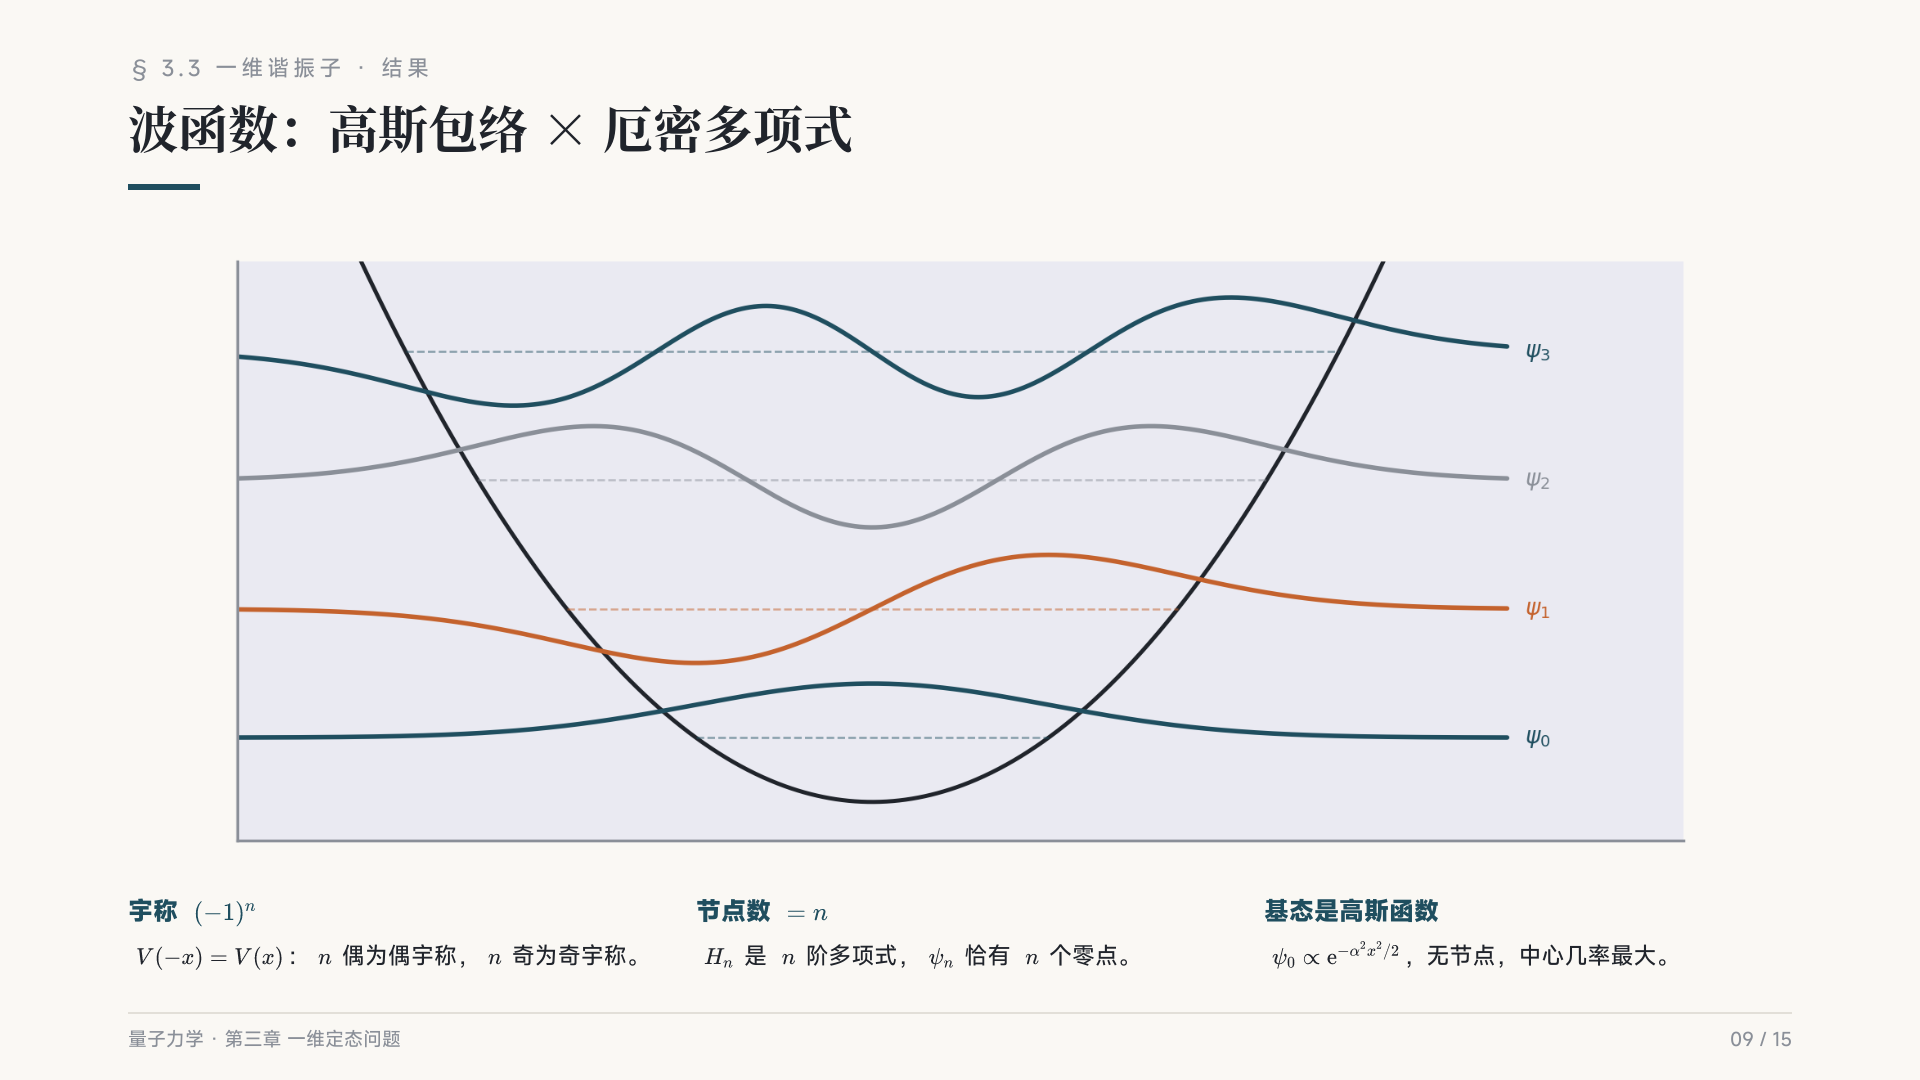 § 3.3 一维谐振子 · 结果
波函数：高斯包络 × 厄密多项式
ψ₃
ψ₂
ψ₁
ψ₀
宇称 (−1)ⁿ
V(−x) = V(x)： n 偶为偶宇称， n 奇为奇宇称。
节点数 = n
Hₙ 是 n 阶多项式， ψₙ 恰有 n 个零点。
基态是高斯函数
ψ₀ ∝ e^{−α²x²/2}，无节点，中心几率最大。
量子力学 · 第三章 一维定态问题
09 / 15